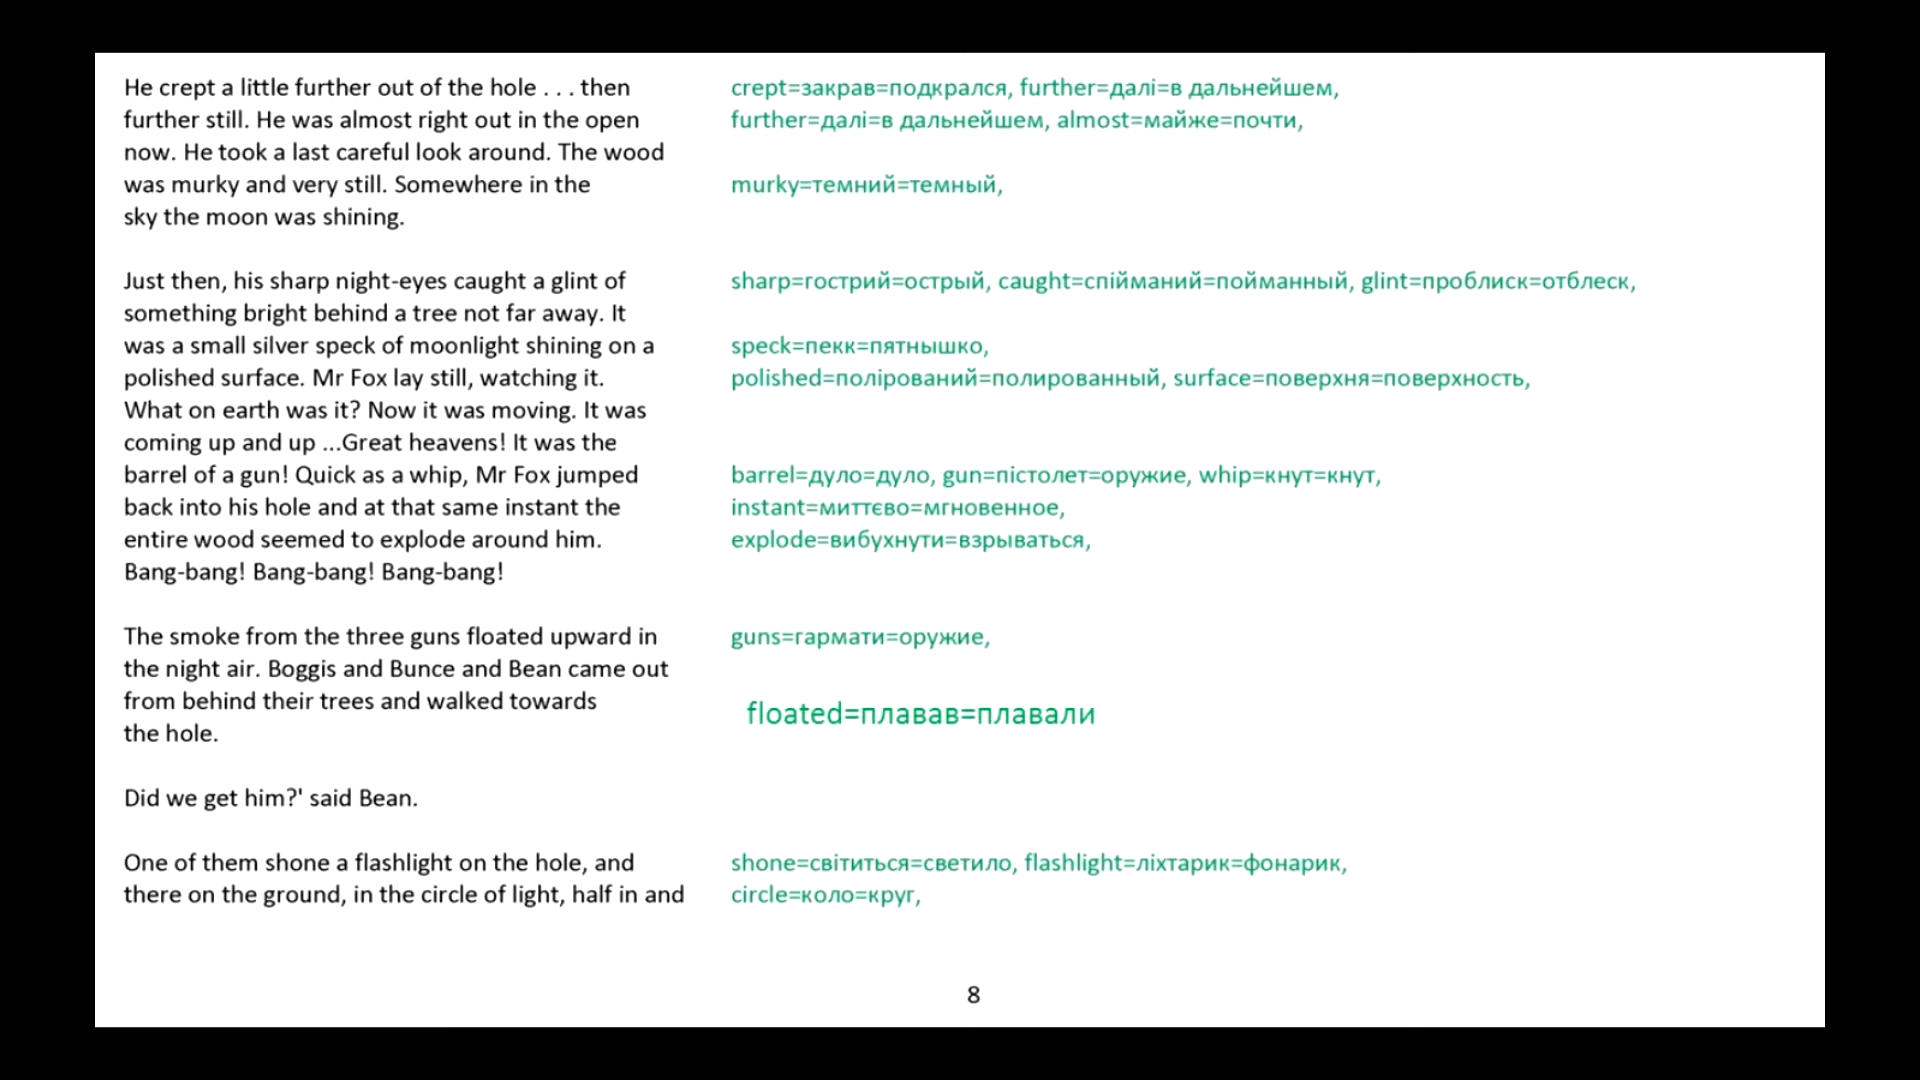 He crept a little further out of the hole . . . then
further still. He was almost right out in the open
now. He took a last careful look around. The wood
was murky and very still. Somewhere in the
sky the moon was shining.
Just then, his sharp night-eyes caught a glint of
something bright behind a tree not far away. It
was a small silver speck of moonlight shining on a
polished surface. Mr Fox lay still, watching it.
What on earth was it? Now it was moving. It was
coming up and up ...Great heavens! It was the
barrel of a gun! Quick as a whip, Mr Fox jumped
back into his hole and at that same instant the
entire wood seemed to explode around him.
Bang-bang! Bang-bang! Bang-bang!
The smoke from the three guns floated upward in
the night air. Boggis and Bunce and Bean came out
from behind their trees and walked towards
the hole.
Did we get him?' said Bean.
One of them shone a flashlight on the hole, and
there on the ground, in the circle of light, half in and
crept=закрав=подкрался, further=далі=в дальнейшем,
further=далі=в дальнейшем, almost=майже=почти,
murky=темний=темный,
sharp=гострий=острый, caught=спійманий=пойманный, glint=проблиск=отблеск,
speck=пекк=пятнышко,
polished=полірований=полированный, surface=поверхня=поверхность,
barrel=дуло=дуло, gun=пістолет=оружие, whip=кнут=кнут,
instant=миттєво=мгновенное,
explode=вибухнути=взрываться,
guns=гармати=оружие,
floated=плавав=плавали
shone=світиться=светило, flashlight=ліхтарик=фонарик,
circle=коло=круг,
8